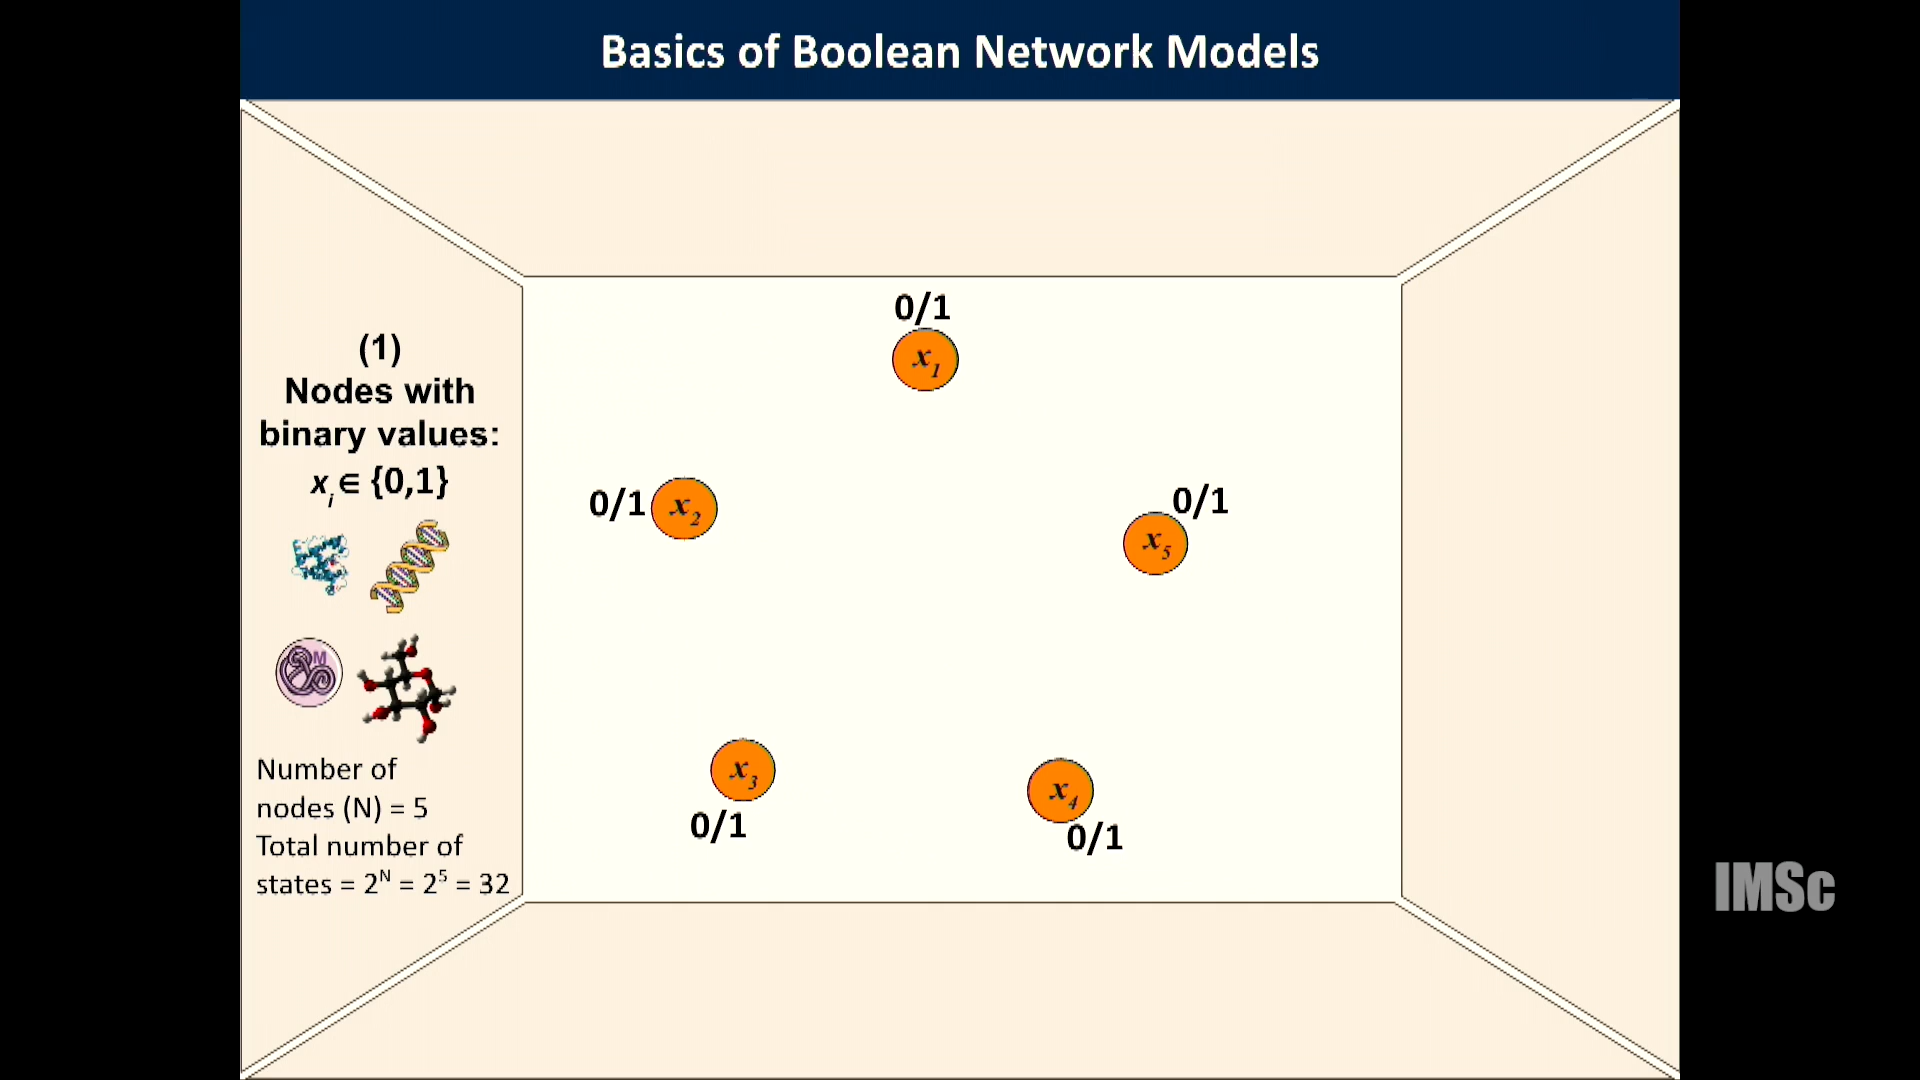 Basics of Boolean Network Models
(1)
Nodes with
binary values:
xᵢ ∈ {0,1}
M
Number of
nodes (N) = 5
Total number of
states = 2ᴺ = 2⁵ = 32
0/1
x₁
0/1 x₂
0/1
x₅
x₃
0/1
x₄
0/1
IMSc